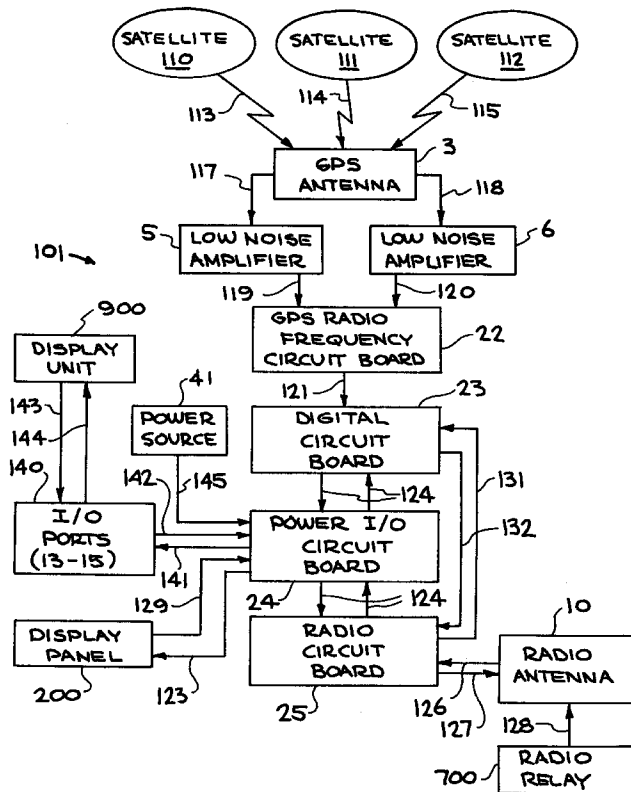 SATELLITE
110
SATELLITE
111
SATELLITE
112
113
114
115
3
GPS
ANTENNA
117
118
5
LOW NOISE
AMPLIFIER
LOW NOISE
AMPLIFIER
6
101
119
120
900
GPS RADIO
FREQUENCY
CIRCUIT BOARD
22
DISPLAY
UNIT
41
121
23
143
144
POWER
SOURCE
DIGITAL
CIRCUIT
BOARD
140
142
145
124
131
132
I/O
PORTS
(13-15)
141
POWER I/O
CIRCUIT
BOARD
129
24
124
10
DISPLAY
PANEL
RADIO
CIRCUIT
BOARD
RADIO
ANTENNA
200
123
25
126
127
128
700
RADIO
RELAY